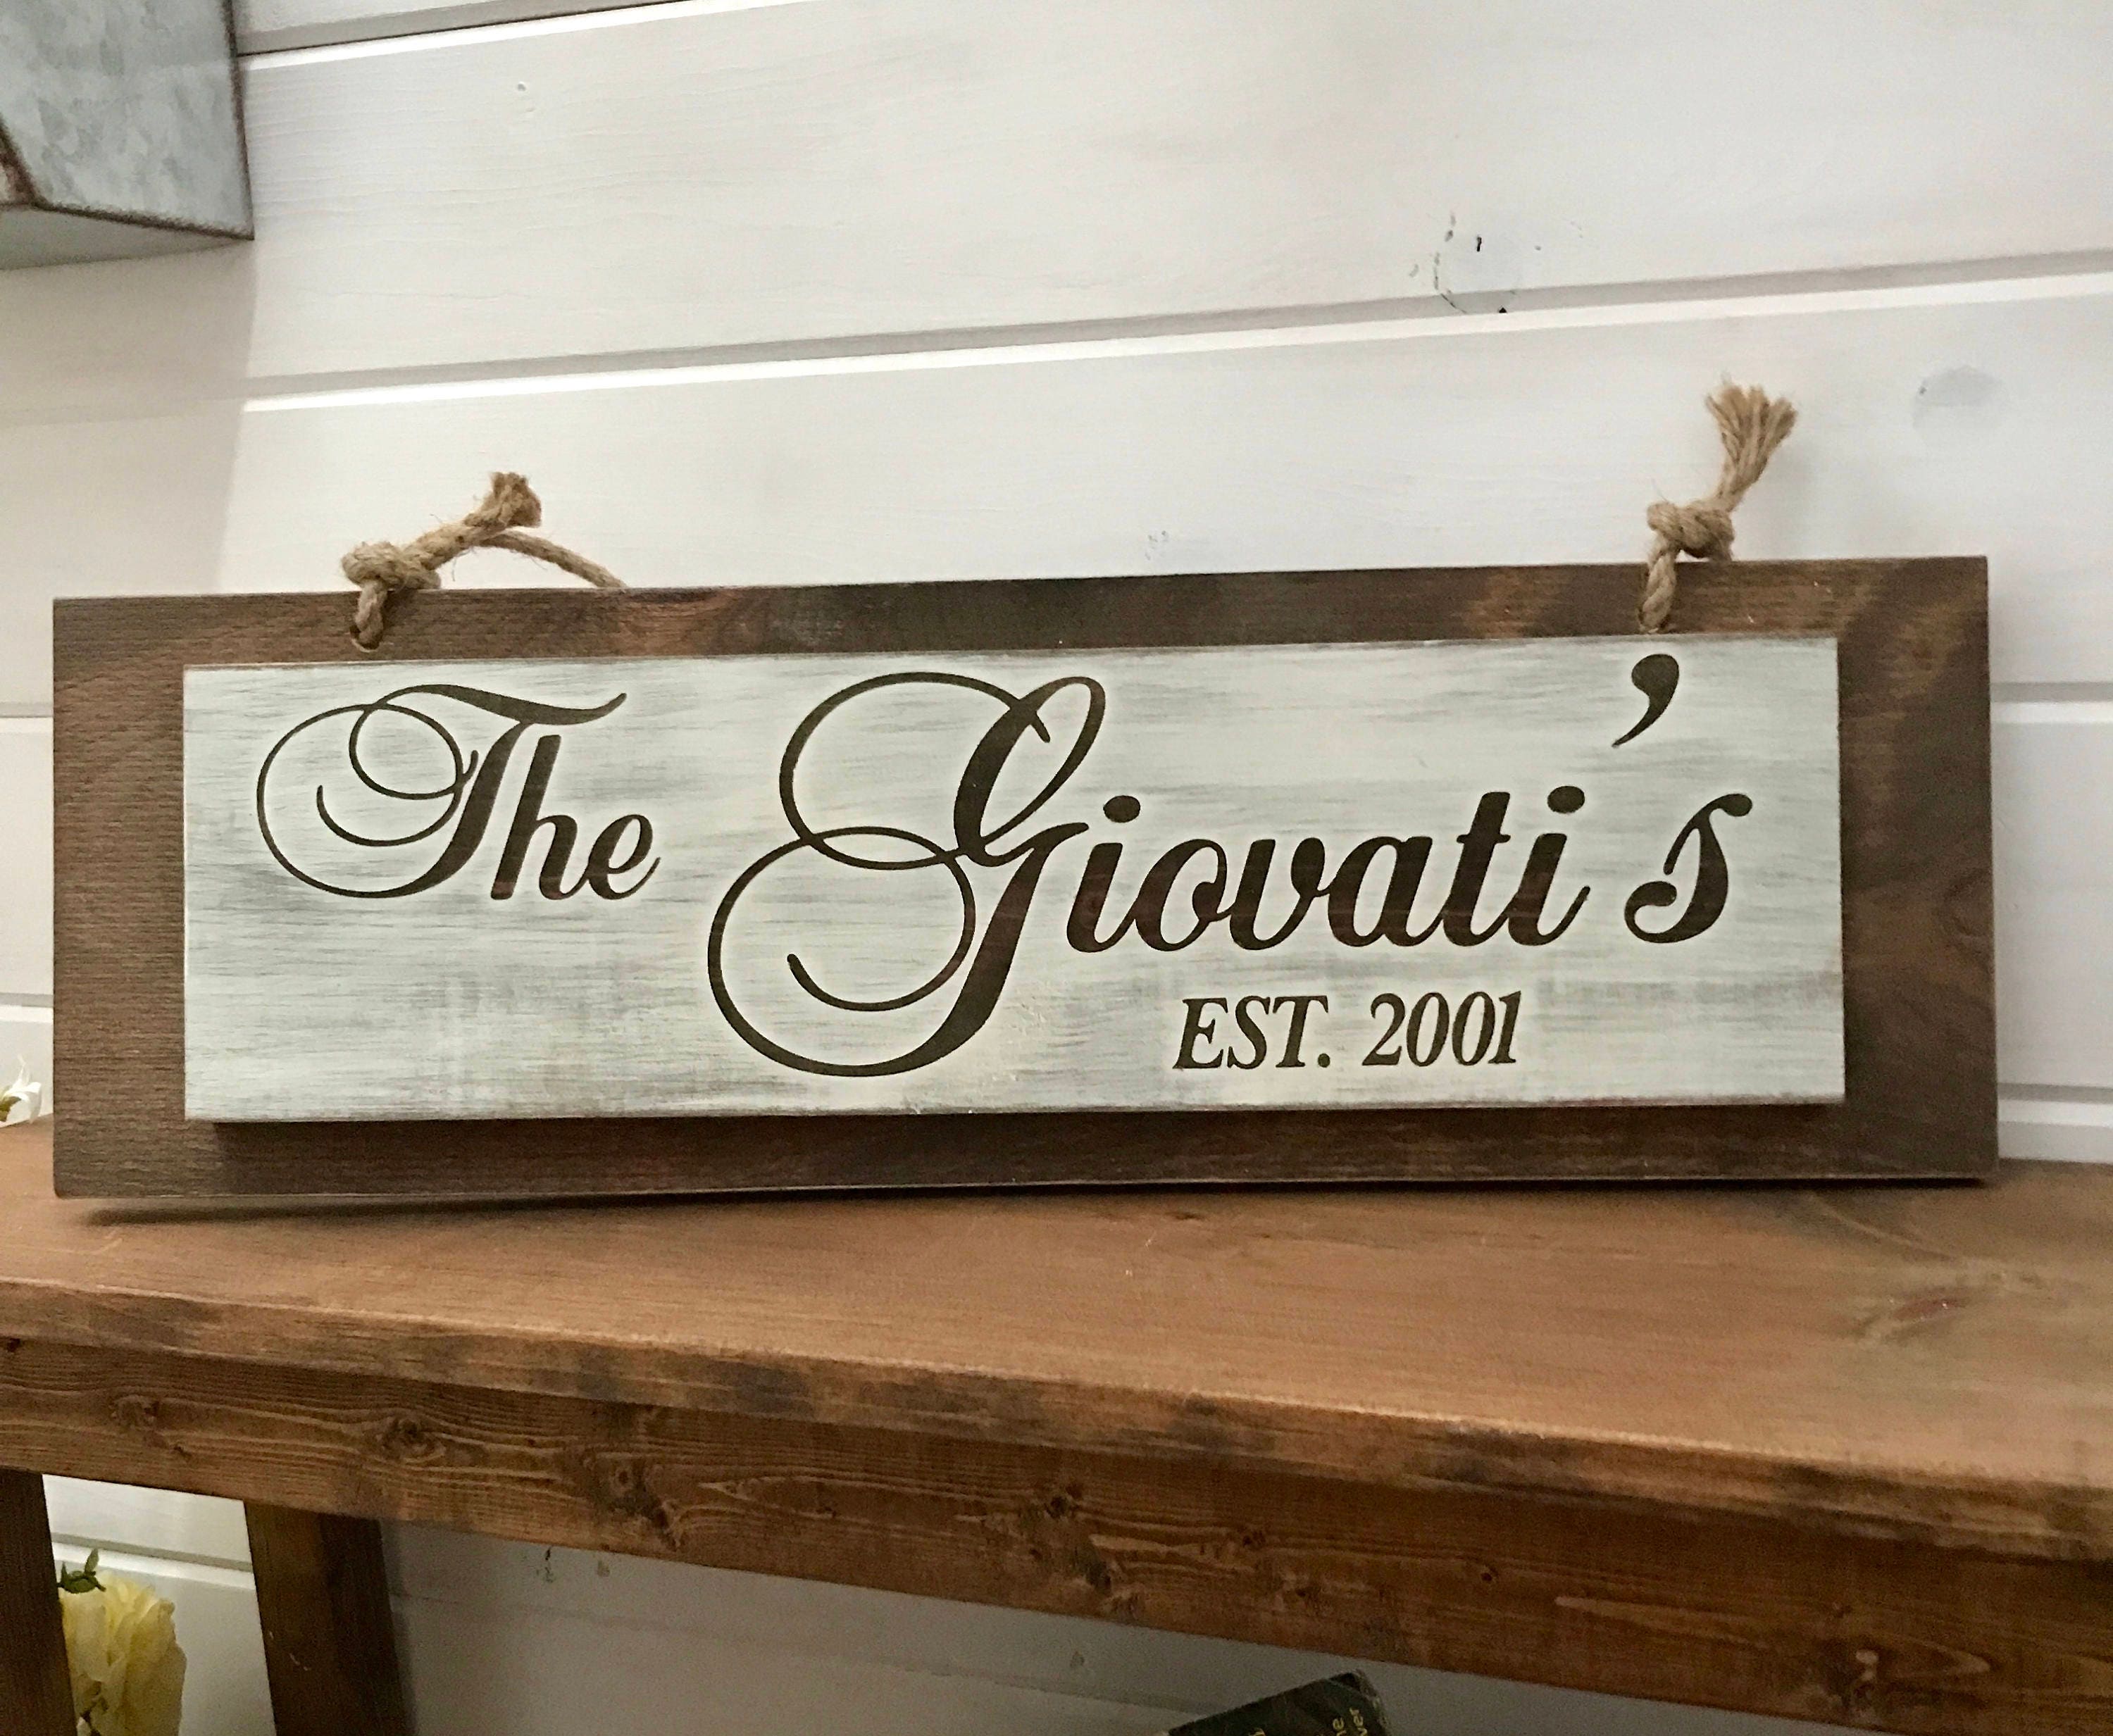 The Giovati's
EST. 2001